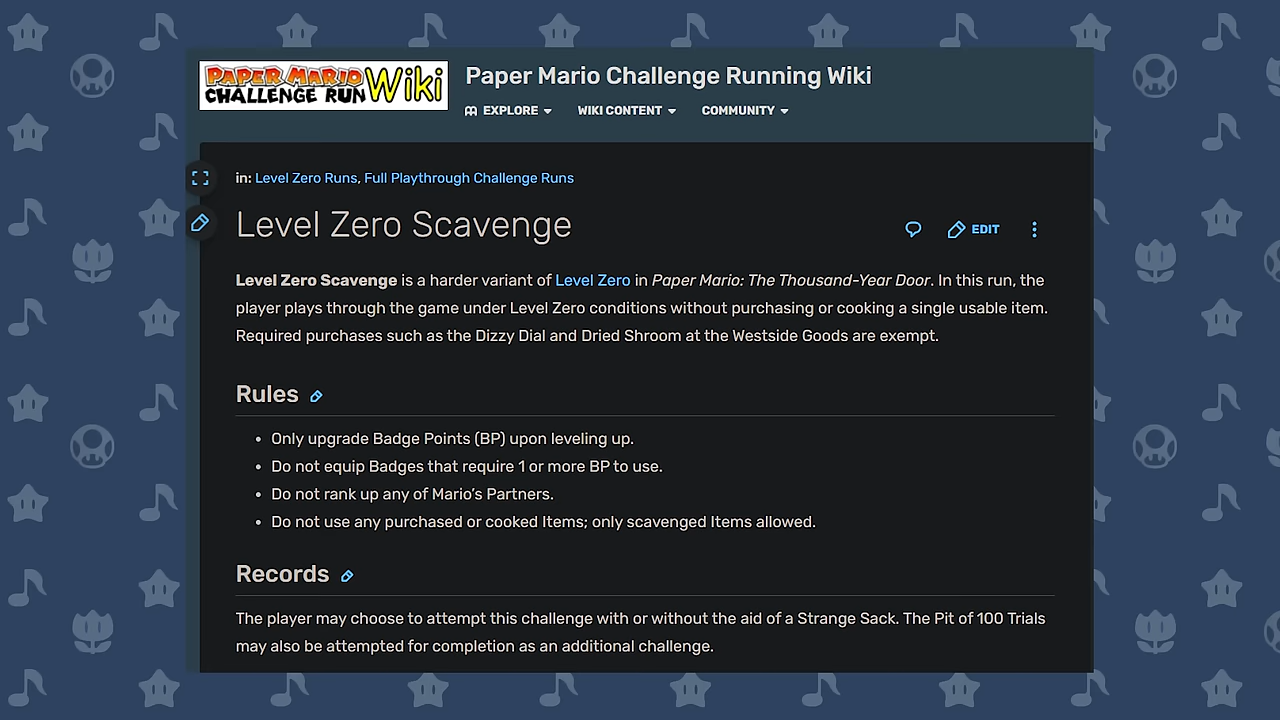 PAPER MARIO Wiki
CHALLENGE RUN
Paper Mario Challenge Running Wiki
EXPLORE WIKI CONTENT COMMUNITY
in: Level Zero Runs, Full Playthrough Challenge Runs
Level Zero Scavenge
EDIT
Level Zero Scavenge is a harder variant of Level Zero in Paper Mario: The Thousand-Year Door. In this run, the
player plays through the game under Level Zero conditions without purchasing or cooking a single usable item.
Required purchases such as the Dizzy Dial and Dried Shroom at the Westside Goods are exempt.
Rules
• Only upgrade Badge Points (BP) upon leveling up.
• Do not equip Badges that require 1 or more BP to use.
• Do not rank up any of Mario’s Partners.
• Do not use any purchased or cooked Items; only scavenged Items allowed.
Records
The player may choose to attempt this challenge with or without the aid of a Strange Sack. The Pit of 100 Trials
may also be attempted for completion as an additional challenge.